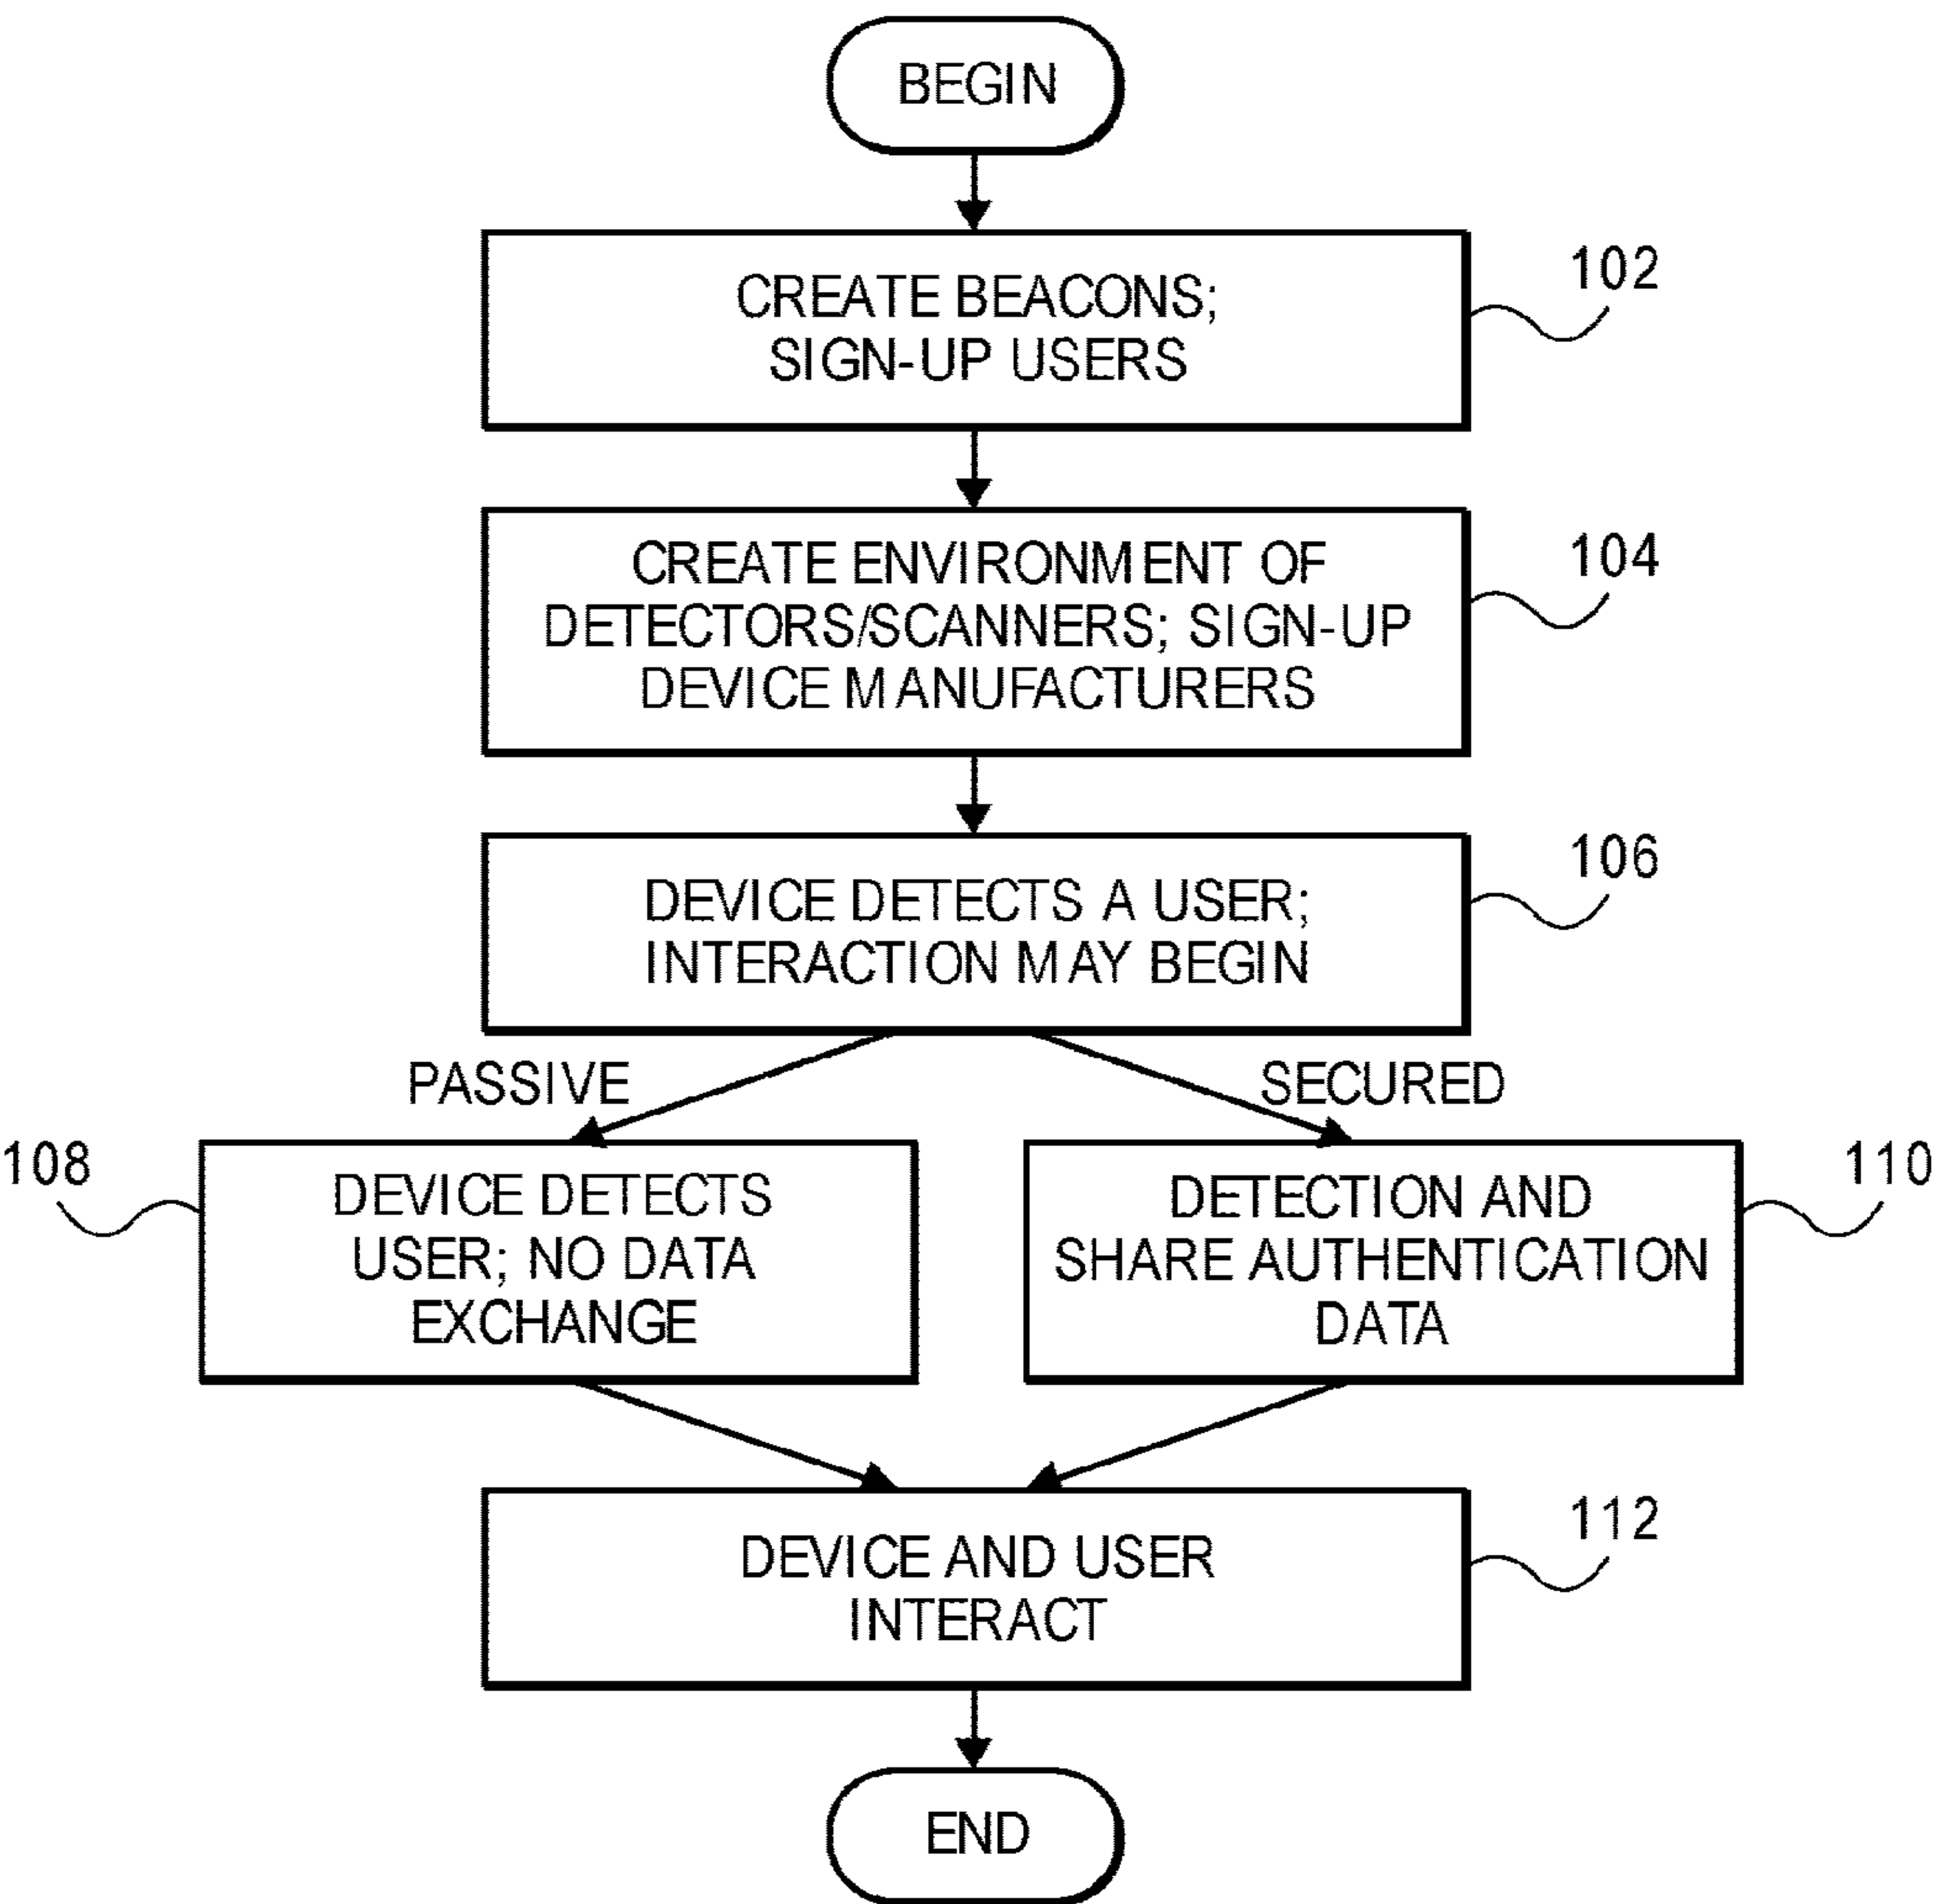 BEGIN
CREATE BEACONS;
SIGN-UP USERS
102
CREATE ENVIRONMENT OF
DETECTORS/SCANNERS; SIGN-UP
DEVICE MANUFACTURERS
104
DEVICE DETECTS A USER;
INTERACTION MAY BEGIN
106
PASSIVE
SECURED
108
DEVICE DETECTS
USER; NO DATA
EXCHANGE
DETECTION AND
SHARE AUTHENTICATION
DATA
110
DEVICE AND USER
INTERACT
112
END